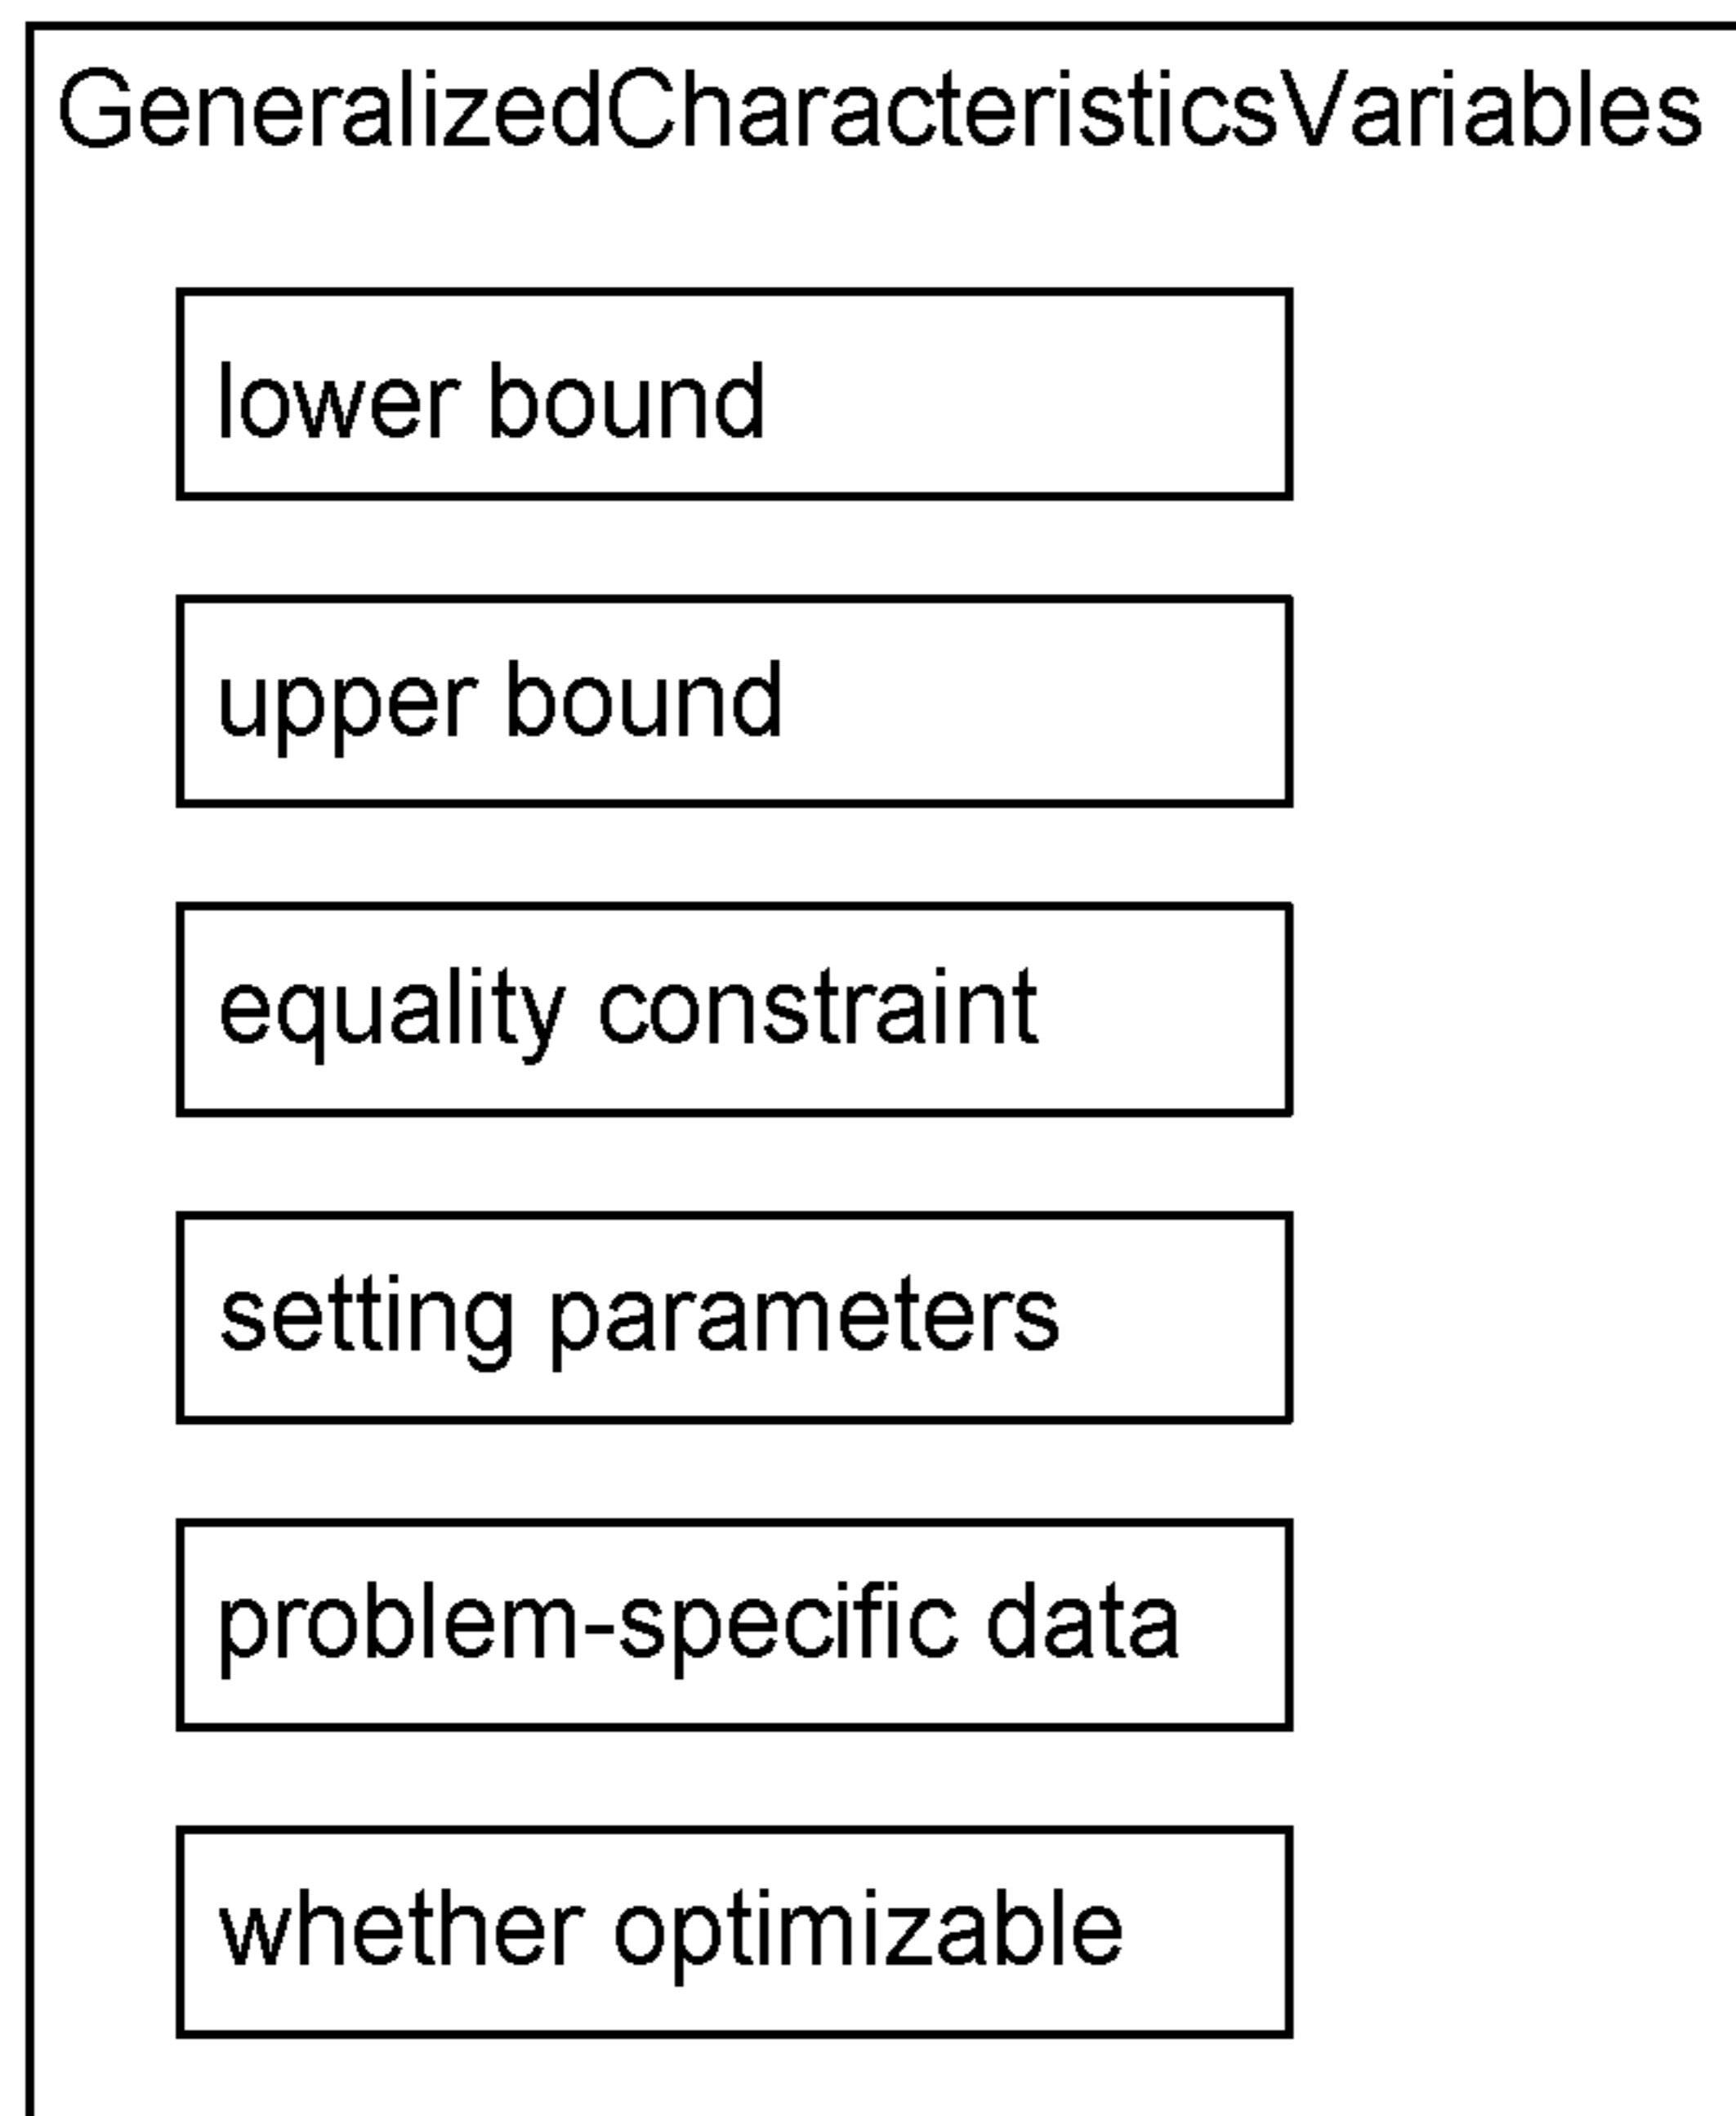 GeneralizedCharacteristicsVariables
lower bound
upper bound
equality constraint
setting parameters
problem-specific data
whether optimizable